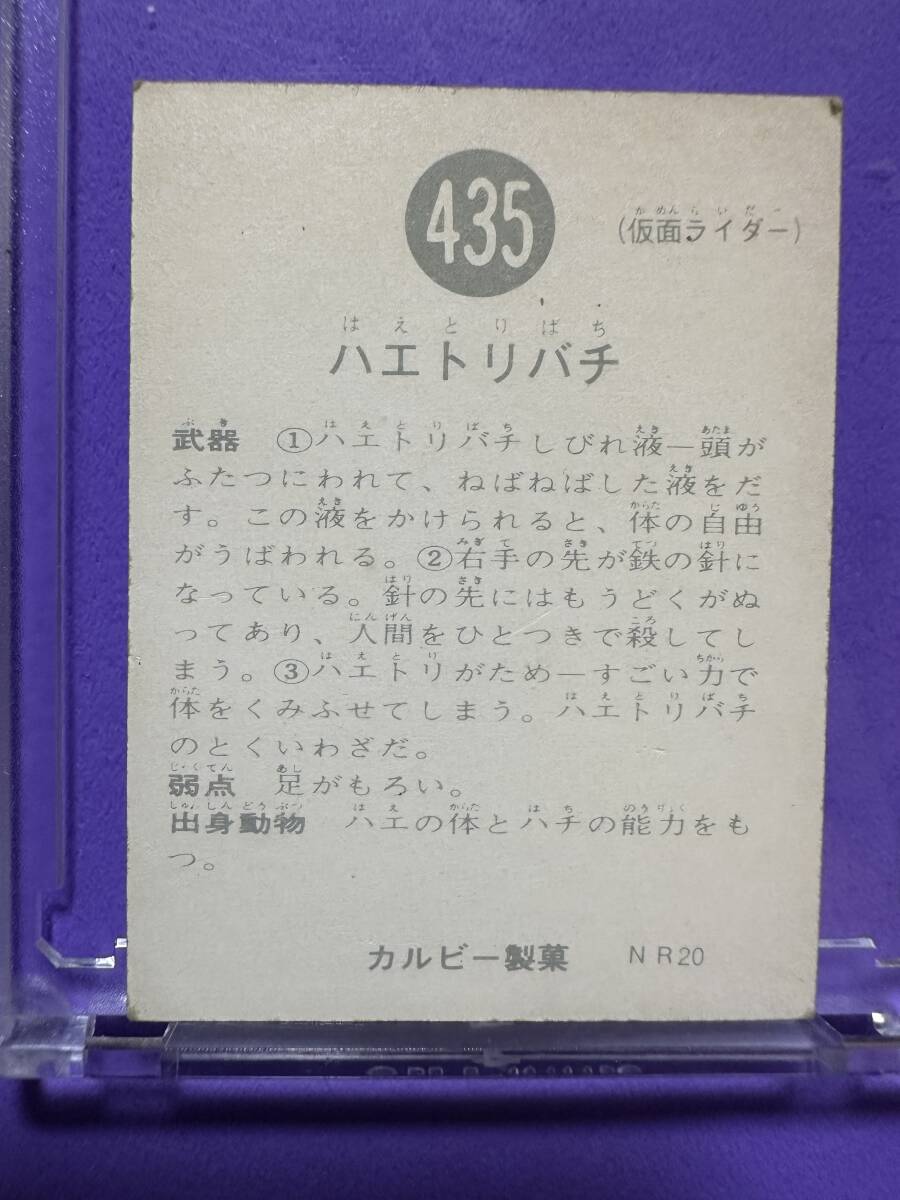 435
(仮面ライダー)
ハエトリバチ
武器 ①ハエトリバチしびれ液―頭が
ふたつにわれて、ねばねばした液をだ
す。この液をかけられると、体の自由
がうばわれる。②右手の先が鉄の針に
なっている。針の先にはもうどくがぬ
ってあり、人間をひとつきで殺してし
まう。③ハエトリがため―すごい力で
体をくみふせてしまう。ハエトリバチ
のとくいわざだ。
弱点 足がもろい。
出身動物 ハエの体とハチの能力をも
つ。
カルビー製菓 NR20